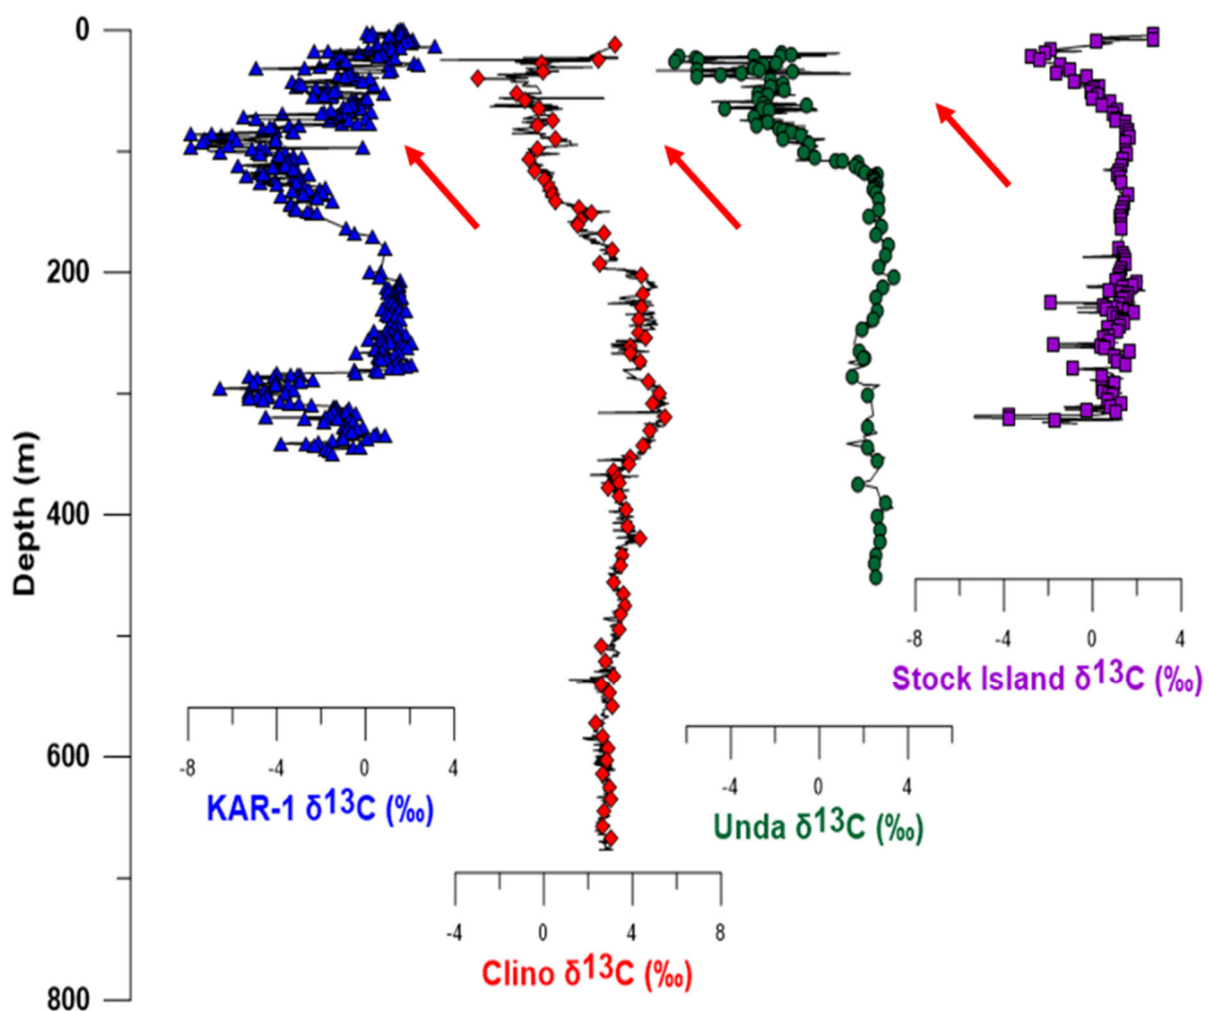 0
200
400
600
800
Depth (m)
-8 -4 0 4
Stock Island δ13C (‰)
-8 -4 0 4
KAR-1 δ13C (‰)
-4 0 4
Unda δ13C (‰)
-4 0 4 8
Clino δ13C (‰)